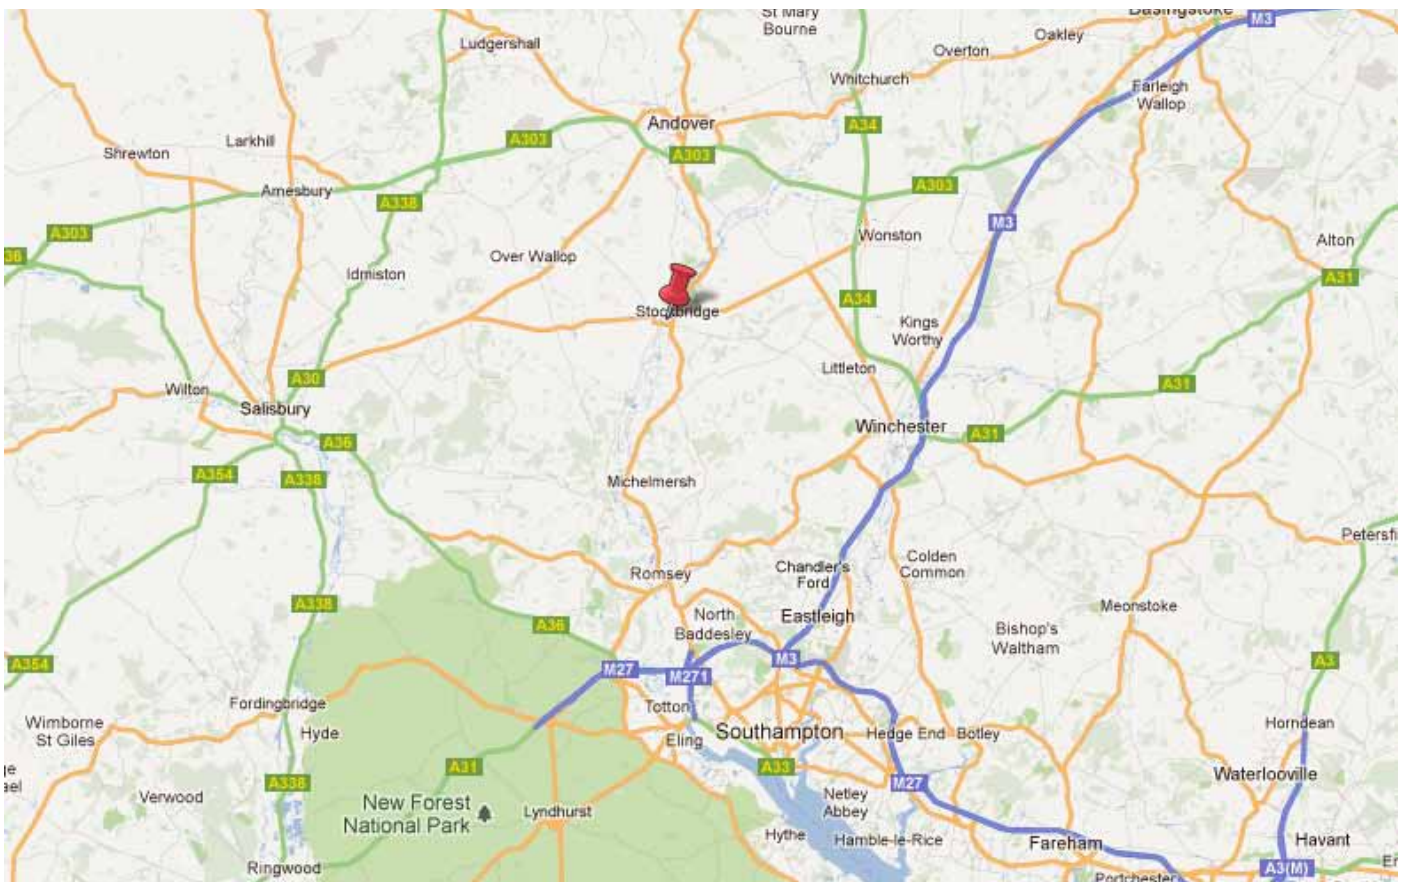 St Mary
Bourne
Basingstoke
M3
Ludgershall
Oakley
Overton
Whitchurch
Farleigh
Wallop
Andover
A34
A303
Larkhill
Shrewton
A303
A303
Amesbury
A338
M3
A303
Wonston
Alton
36
Over Wallop
Idmiston
A31
A34
Stockbridge
Kings
Worthy
Littleton
A30
A31
Wilton
Salisbury
Winchester
A31
A36
A354
A338
Michelmersh
Petersfi
Colden
Common
Chandler's
Ford
Romsey
A338
Meonstoke
North
Baddesley
Eastleigh
A36
Bishop's
Waltham
A354
M3
A3
M27
M271
Fordingbridge
Totton
Wimborne
St Giles
Hyde
Horndean
Southampton
Hedge End
Botley
Eling
A31
A33
Waterlooville
A338
M27
Verwood
New Forest
National Park
Lyndhurst
Netley
Abbey
Hythe
Hamble-le-Rice
Fareham
Havant
Ringwood
A3(M)
Portchester